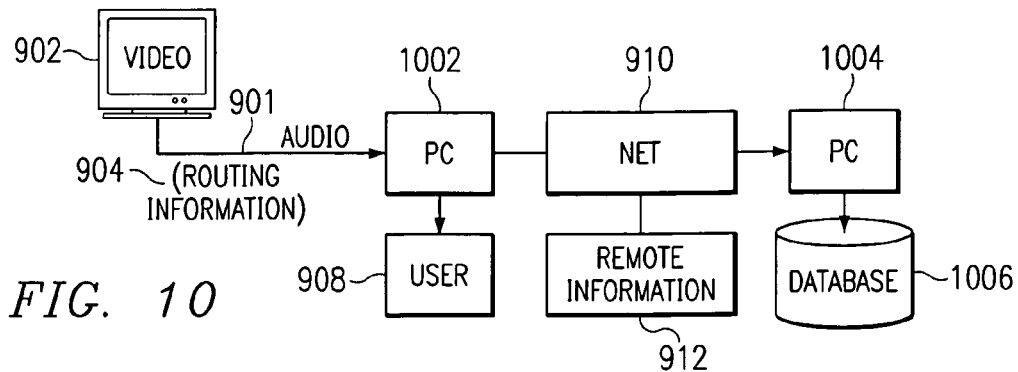 902
VIDEO
901
904
AUDIO
(ROUTING
INFORMATION)
1002
PC
908
USER
910
NET
REMOTE
INFORMATION
912
1004
PC
DATABASE
1006
FIG. 10